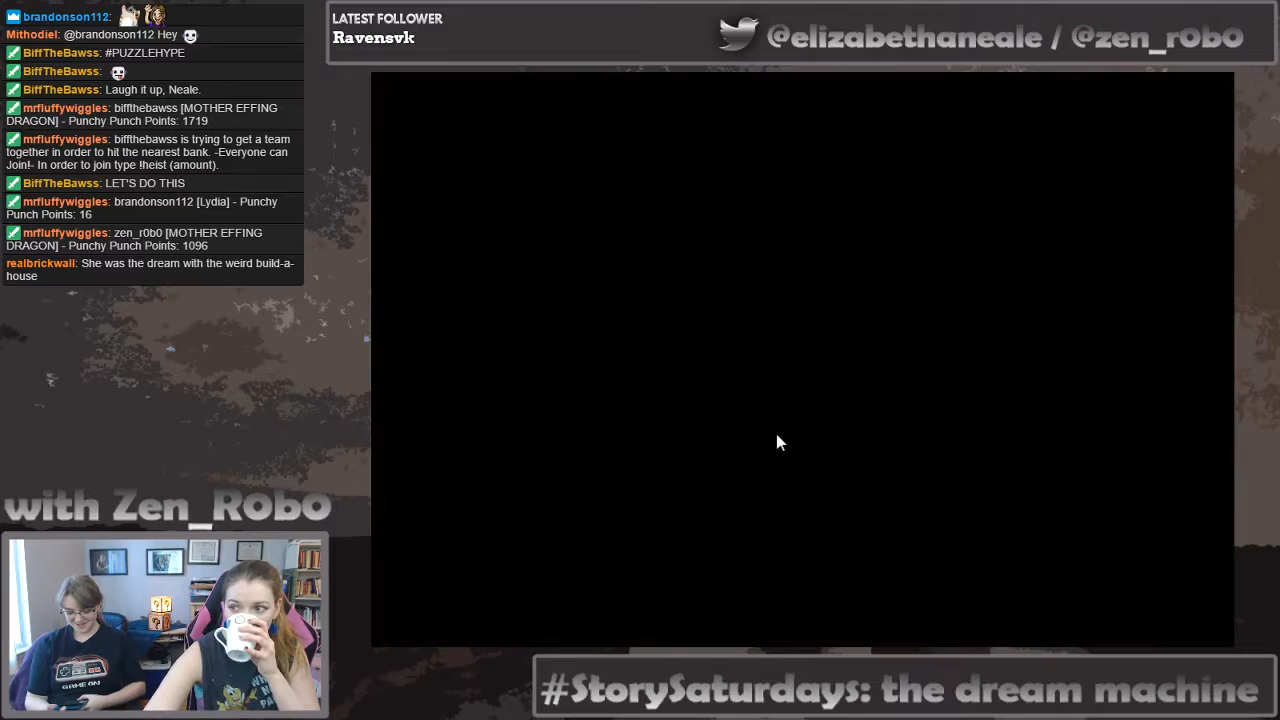 brandonson112:
Mithodiel: @brandonson112 Hey
BiffTheBawss: #PUZZLEHYPE
BiffTheBawss:
BiffTheBawss: Laugh it up, Neale.
mrfluffywiggles: biffthebawss [MOTHER EFFING
DRAGON] - Punchy Punch Points: 1719
mrfluffywiggles: biffthebawss is trying to get a team
together in order to hit the nearest bank. -Everyone can
Join!- In order to join type !heist (amount).
BiffTheBawss: LET'S DO THIS
mrfluffywiggles: brandonson112 [Lydia] - Punchy
Punch Points: 16
mrfluffywiggles: zen_r0b0 [MOTHER EFFING
DRAGON] - Punchy Punch Points: 1096
realbrickwall: She was the dream with the weird build-a-
house
LATEST FOLLOWER
Ravensvk
@elizabethaneale / @zen_r0b0
with Zen_R0b0
GAME ON
#StorySaturdays: the dream machine